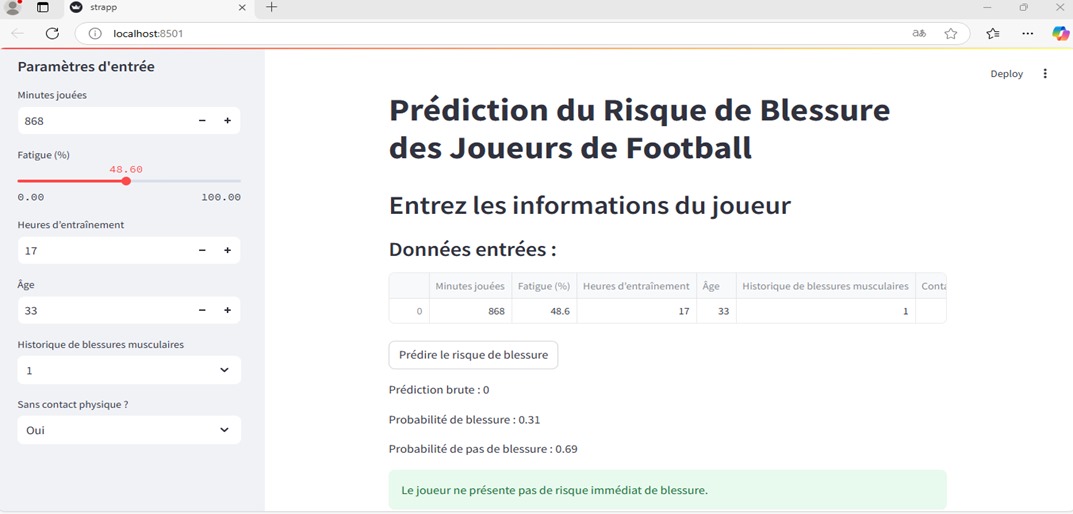 strapp
localhost:8501
Paramètres d'entrée
Minutes jouées
868
Fatigue (%)
48.60
0.00 100.00
Heures d'entraînement
17
Âge
33
Historique de blessures musculaires
1
Sans contact physique ?
Oui
Deploy
Prédiction du Risque de Blessure
des Joueurs de Football
Entrez les informations du joueur
Données entrées :
Minutes jouées Fatigue (%) Heures d'entraînement Âge Historique de blessures musculaires Conta
0 868 48.6 17 33 1
Prédire le risque de blessure
Prédiction brute : 0
Probabilité de blessure : 0.31
Probabilité de pas de blessure : 0.69
Le joueur ne présente pas de risque immédiat de blessure.